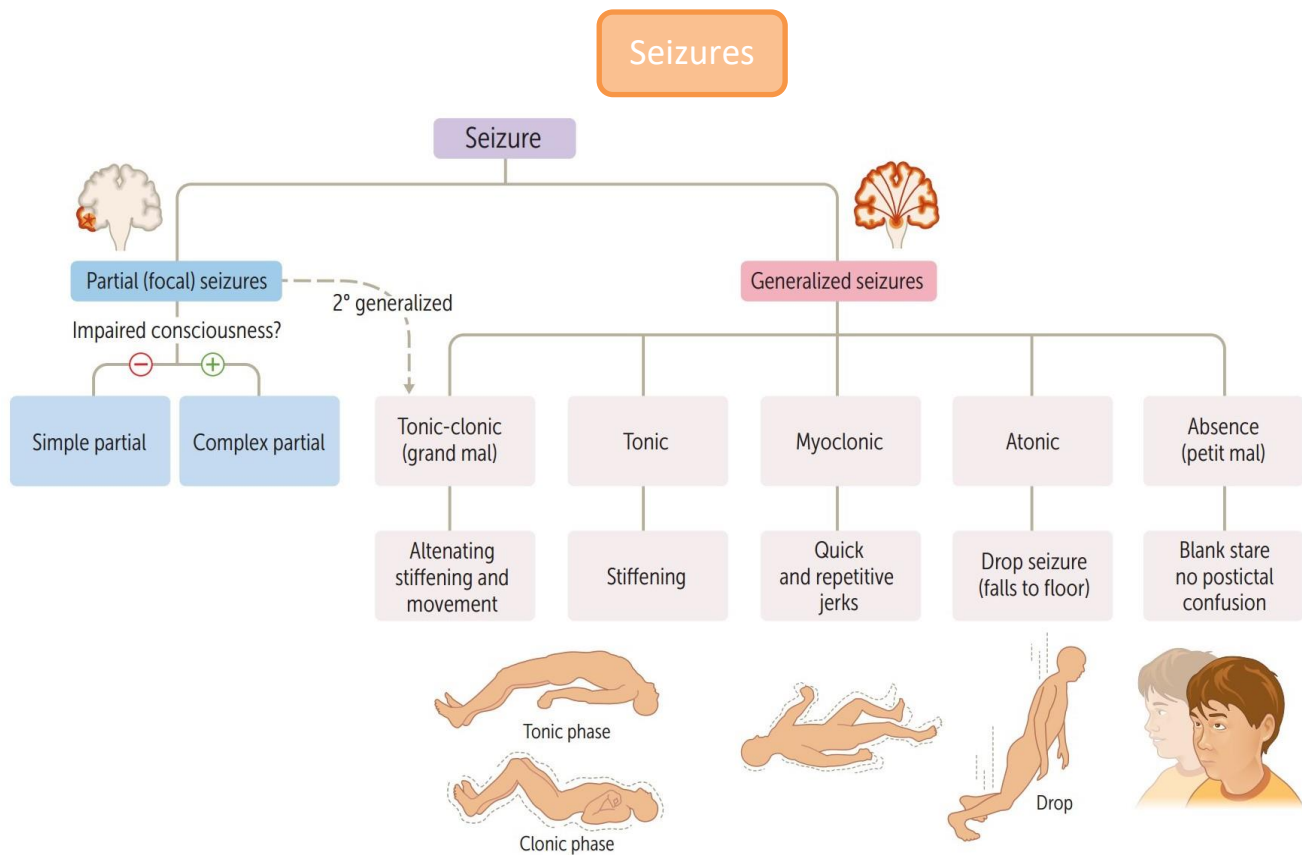 Seizures
Seizure
Partial (focal) seizures
Generalized seizures
2° generalized
Impaired consciousness?
Simple partial
Complex partial
Tonic-clonic
(grand mal)
Tonic
Myoclonic
Atonic
Absence
(petit mal)
Altenating
stiffening and
movement
Stiffening
Quick
and repetitive
jerks
Drop seizure
(falls to floor)
Blank stare
no postictal
confusion
Tonic phase
Clonic phase
Drop